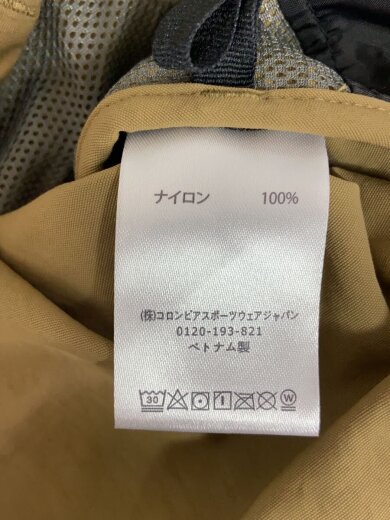 ナイロン 100%
(株)コロンビアスポーツウェアジャパン
0120-193-821
ベトナム製
30 W